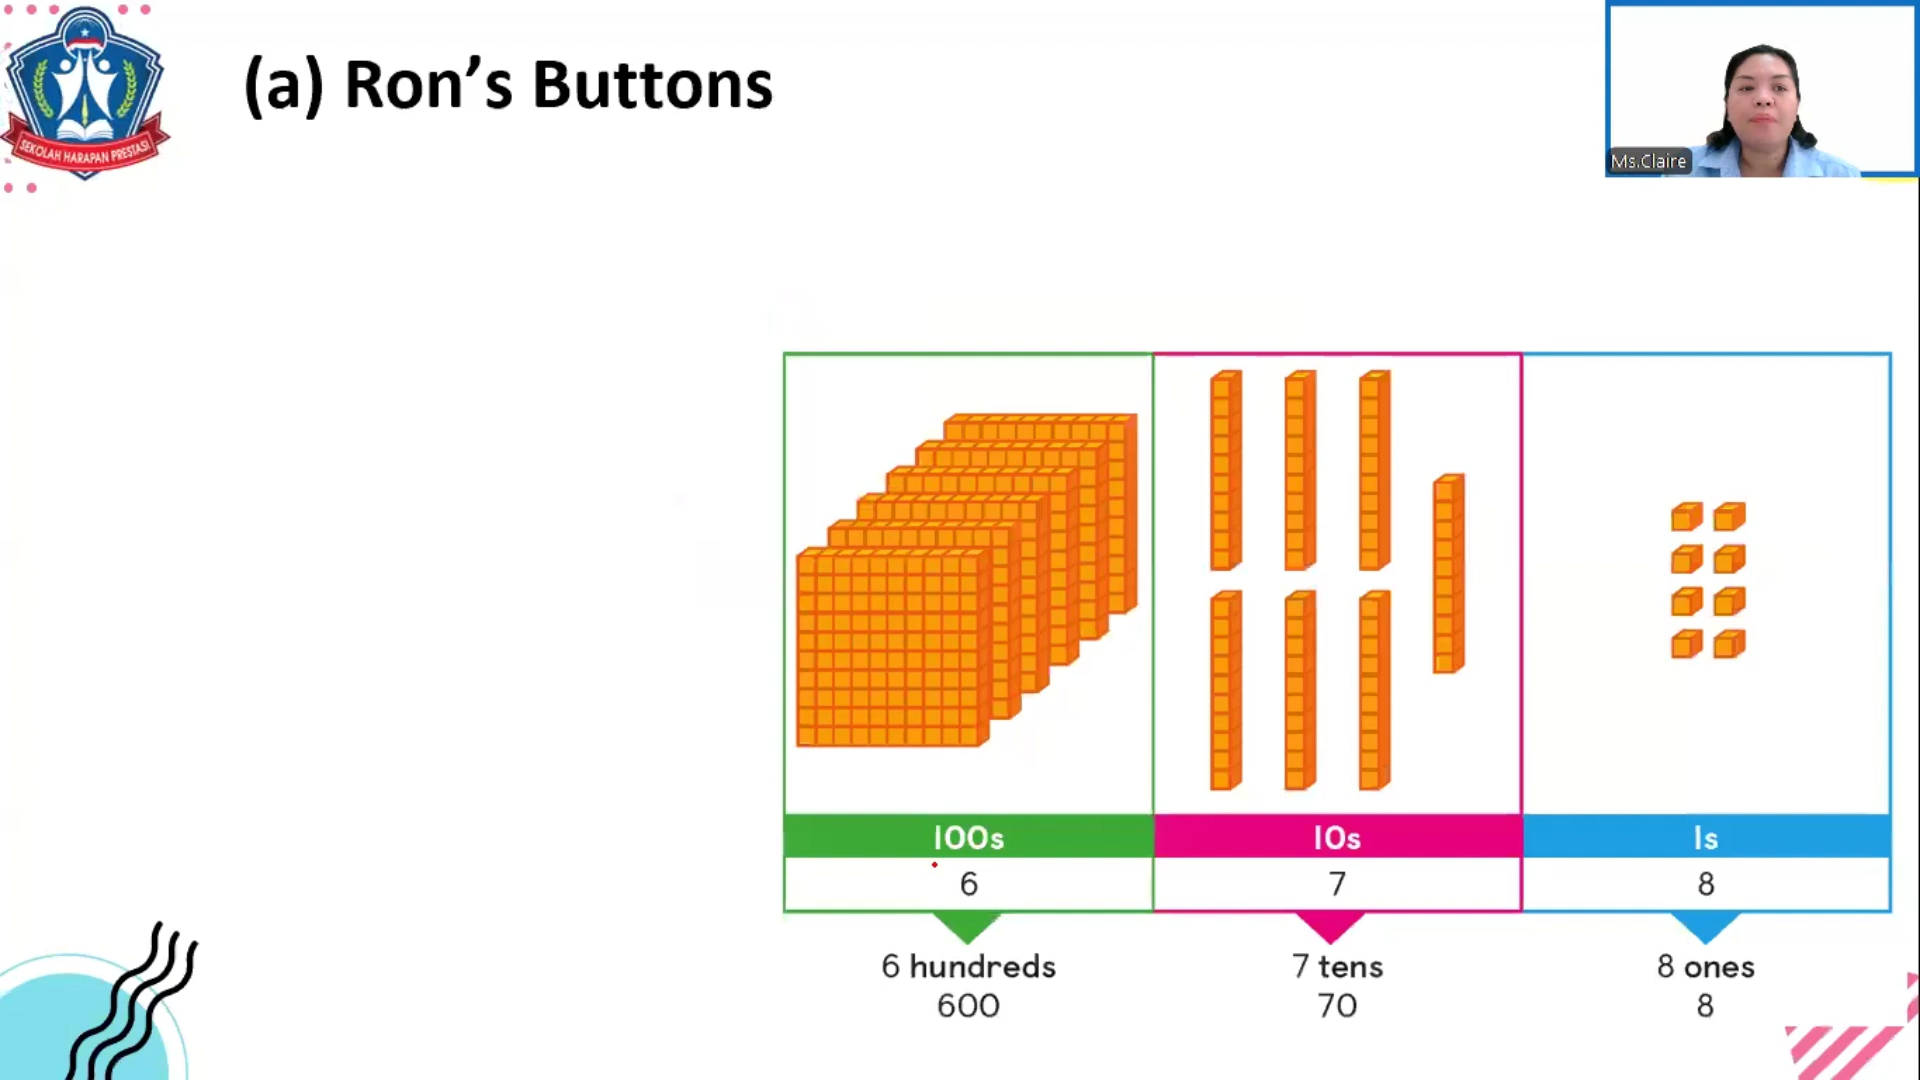 (a) Ron's Buttons
SEKOLAH HARAPAN PRESTASI
Ms.Claire
100s 10s 1s
6 7 8
6 hundreds 7 tens 8 ones
600 70 8